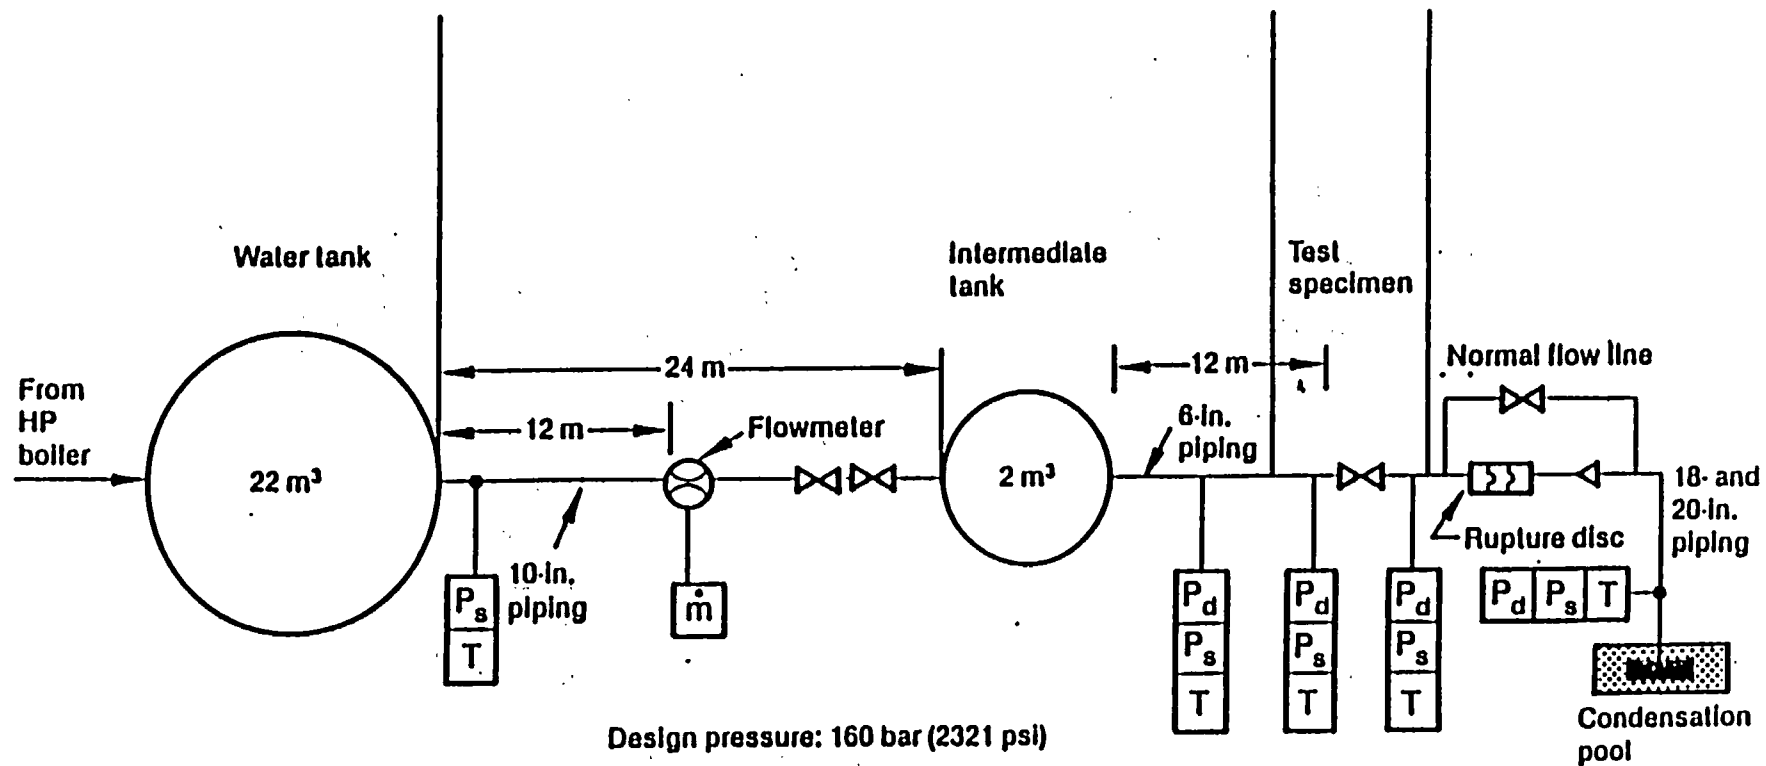 Water tank
Intermediate
tank
Test
specimen
24 m
12 m
Normal flow line
From
HP
boiler
12 m
Flowmeter
6-in.
piping
22 m³
2 m³
18- and
20-in.
piping
Rupture disc
10-in.
piping
Ps
T
ṁ
Pd
Ps
T
Pd
Ps
T
Pd
Ps
T
Pd Ps T
Condensation
pool
Design pressure: 160 bar (2321 psi)